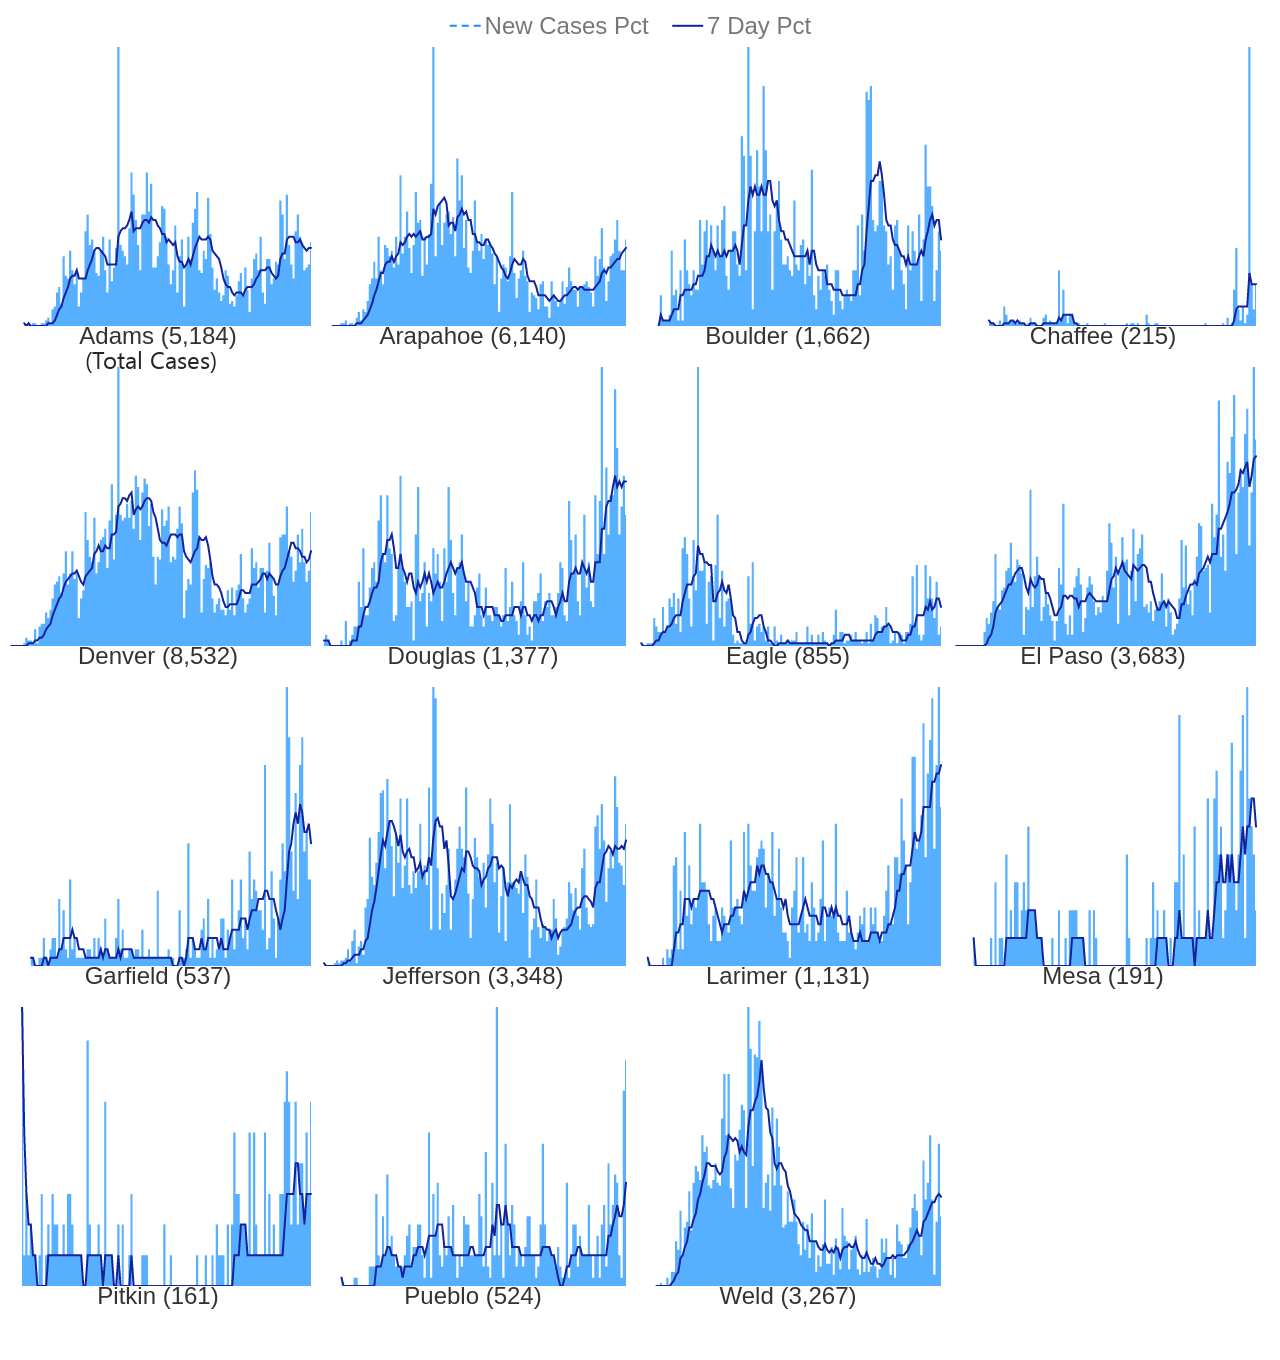 New Cases Pct 7 Day Pct
Adams (5,184) Arapahoe (6,140) Boulder (1,662) Chaffee (215)
(Total Cases)
Denver (8,532) Douglas (1,377) Eagle (855) El Paso (3,683)
Garfield (537) Jefferson (3,348) Larimer (1,131) Mesa (191)
Pitkin (161) Pueblo (524) Weld (3,267)